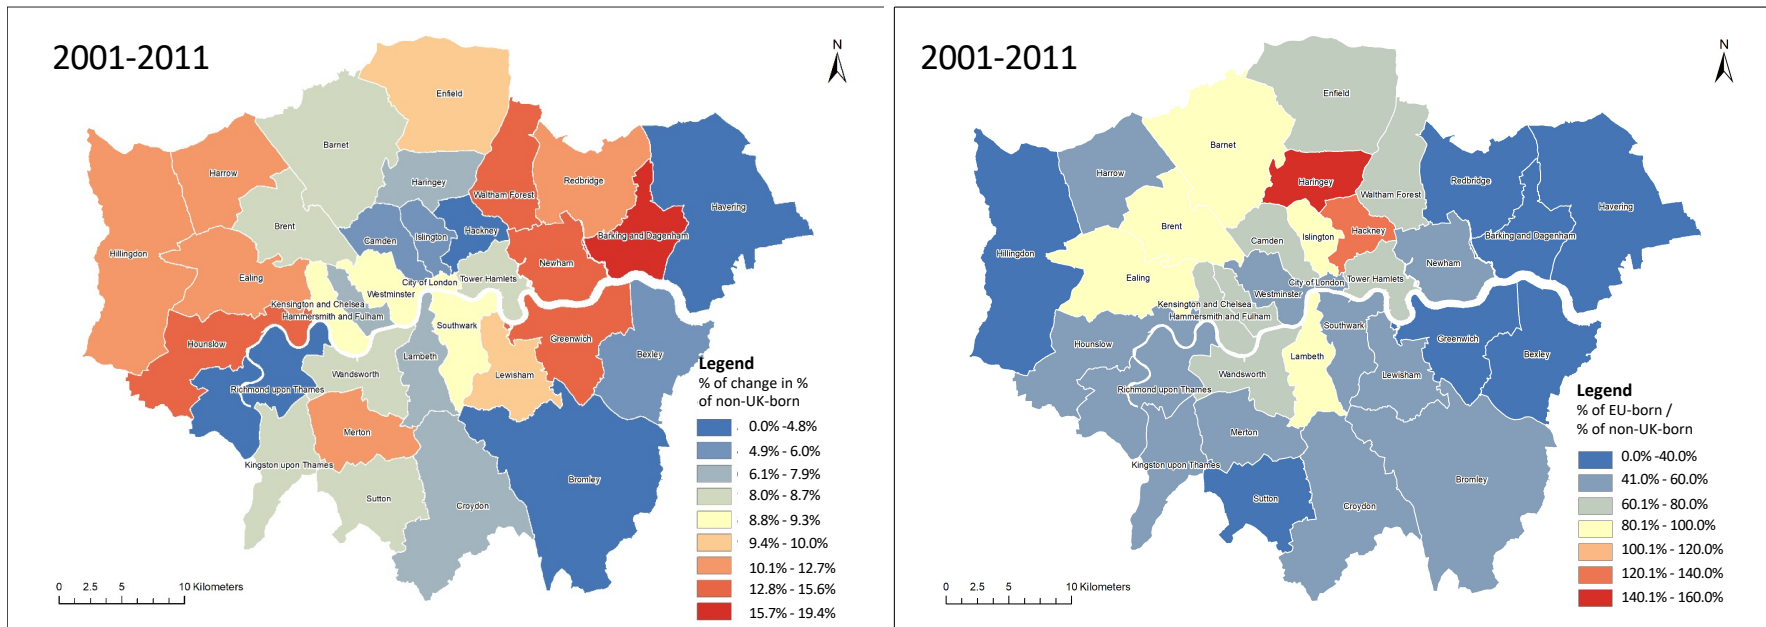 2001-2011
N
Enfield
Barnet
Harrow
Haringey
Waltham Forest
Redbridge
Havering
Brent
Camden
Islington
Hackney
Barking and Dagenham
Hillingdon
Ealing
Newham
Tower Hamlets
City of London
Westminster
Kensington and Chelsea
Hammersmith and Fulham
Southwark
Hounslow
Greenwich
Bexley
Lambeth
Wandsworth
Lewisham
Richmond upon Thames
Merton
Kingston upon Thames
Sutton
Croydon
Bromley
Legend
% of change in %
of non-UK-born
0.0% -4.8%
4.9% - 6.0%
6.1% - 7.9%
8.0% - 8.7%
8.8% - 9.3%
9.4% - 10.0%
10.1% - 12.7%
12.8% - 15.6%
15.7% - 19.4%
0 2.5 5 10 Kilometers
2001-2011
N
Enfield
Barnet
Harrow
Haringey
Waltham Forest
Redbridge
Havering
Brent
Camden
Islington
Hackney
Barking and Dagenham
Hillingdon
Ealing
Newham
Tower Hamlets
City of London
Westminster
Kensington and Chelsea
Hammersmith and Fulham
Southwark
Hounslow
Greenwich
Bexley
Lambeth
Wandsworth
Lewisham
Richmond upon Thames
Merton
Kingston upon Thames
Sutton
Croydon
Bromley
Legend
% of EU-born /
% of non-UK-born
0.0% -40.0%
41.0% - 60.0%
60.1% - 80.0%
80.1% - 100.0%
100.1% - 120.0%
120.1% - 140.0%
140.1% - 160.0%
0 2.5 5 10 Kilometers